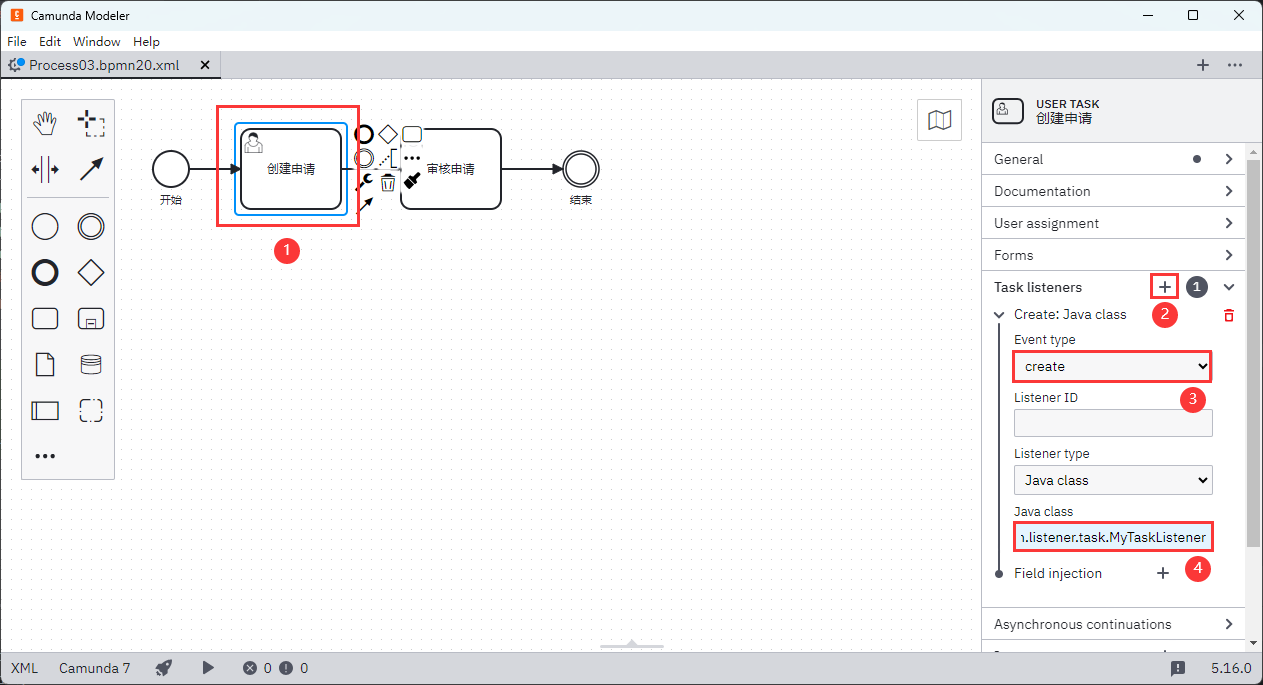 Camunda Modeler
File Edit Window Help
Process03.bpmn20.xml
开始
创建申请
审核申请
结束
1
USER TASK
创建申请
General
Documentation
User assignment
Forms
Task listeners 1
2
Create: Java class
Event type
create
3
Listener ID
Listener type
Java class
Java class
.listener.task.MyTaskListener
4
Field injection
Asynchronous continuations
XML Camunda 7 0 0 5.16.0